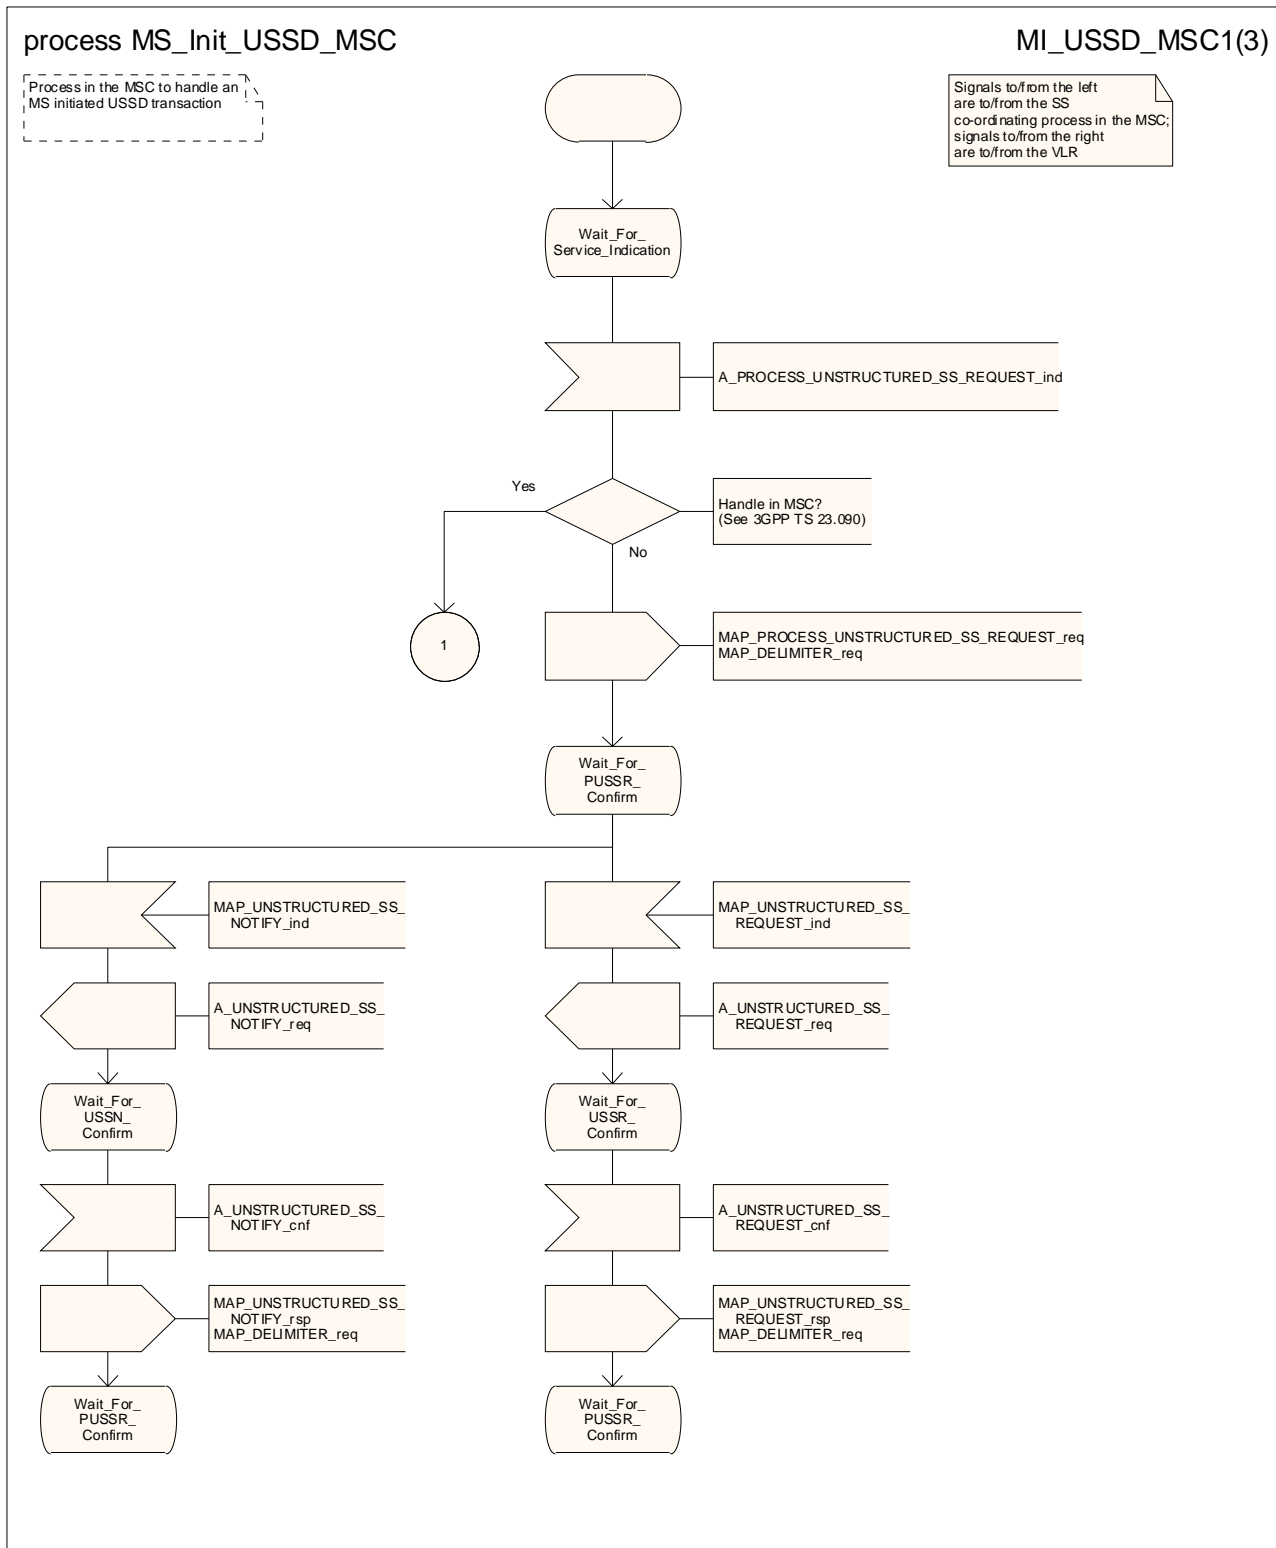 process MS_Init_USSD_MSC
MI_USSD_MSC1(3)
Process in the MSC to handle an
MS initiated USSD transaction
Signals to/from the left
are to/from the SS
co-ordinating process in the MSC;
signals to/from the right
are to/from the VLR
Wait_For_
Service_Indication
A_PROCESS_UNSTRUCTURED_SS_REQUEST_ind
Yes
Handle in MSC?
(See 3GPP TS 23.090)
No
1
MAP_PROCESS_UNSTRUCTURED_SS_REQUEST_req
MAP_DELIMITER_req
Wait_For_
PUSSR_
Confirm
MAP_UNSTRUCTURED_SS_
NOTIFY_ind
MAP_UNSTRUCTURED_SS_
REQUEST_ind
A_UNSTRUCTURED_SS_
NOTIFY_req
A_UNSTRUCTURED_SS_
REQUEST_req
Wait_For_
USSN_
Confirm
Wait_For_
USSR_
Confirm
A_UNSTRUCTURED_SS_
NOTIFY_cnf
A_UNSTRUCTURED_SS_
REQUEST_cnf
MAP_UNSTRUCTURED_SS_
NOTIFY_rsp
MAP_DELIMITER_req
MAP_UNSTRUCTURED_SS_
REQUEST_rsp
MAP_DELIMITER_req
Wait_For_
PUSSR_
Confirm
Wait_For_
PUSSR_
Confirm